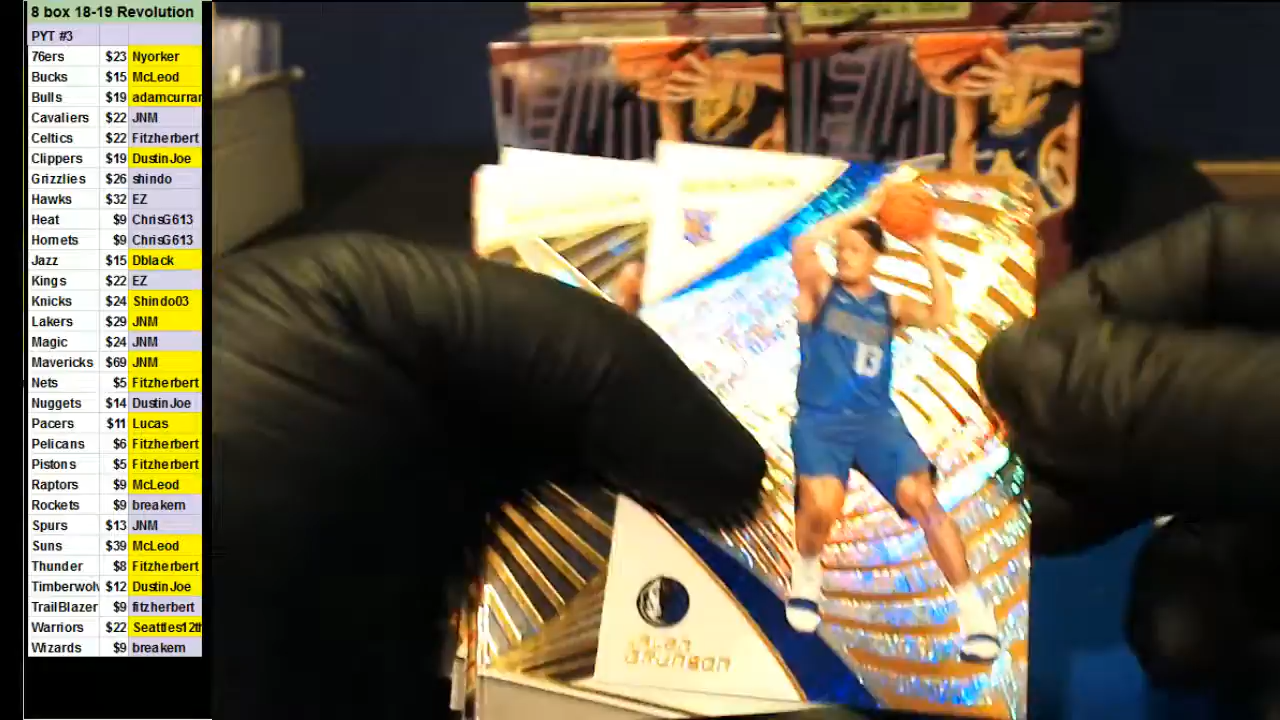 8 box 18-19 Revolution
PYT #3
76ers $23 Nyorker
Bucks $15 McLeod
Bulls $19 adamcurran
Cavaliers $22 JNM
Celtics $22 Fitzherbert
Clippers $19 DustinJoe
Grizzlies $26 shindo
Hawks $32 EZ
Heat $9 ChrisG613
Hornets $9 ChrisG613
Jazz $15 Dblack
Kings $22 EZ
Knicks $24 Shindo03
Lakers $29 JNM
Magic $24 JNM
Mavericks $69 JNM
Nets $5 Fitzherbert
Nuggets $14 DustinJoe
Pacers $11 Lucas
Pelicans $6 Fitzherbert
Pistons $5 Fitzherbert
Raptors $9 McLeod
Rockets $9 breakem
Spurs $13 JNM
Suns $39 McLeod
Thunder $8 Fitzherbert
Timberwolv $12 DustinJoe
TrailBlazer $9 fitzherbert
Warriors $22 Seattles12th
Wizards $9 breakem
13
Brunson